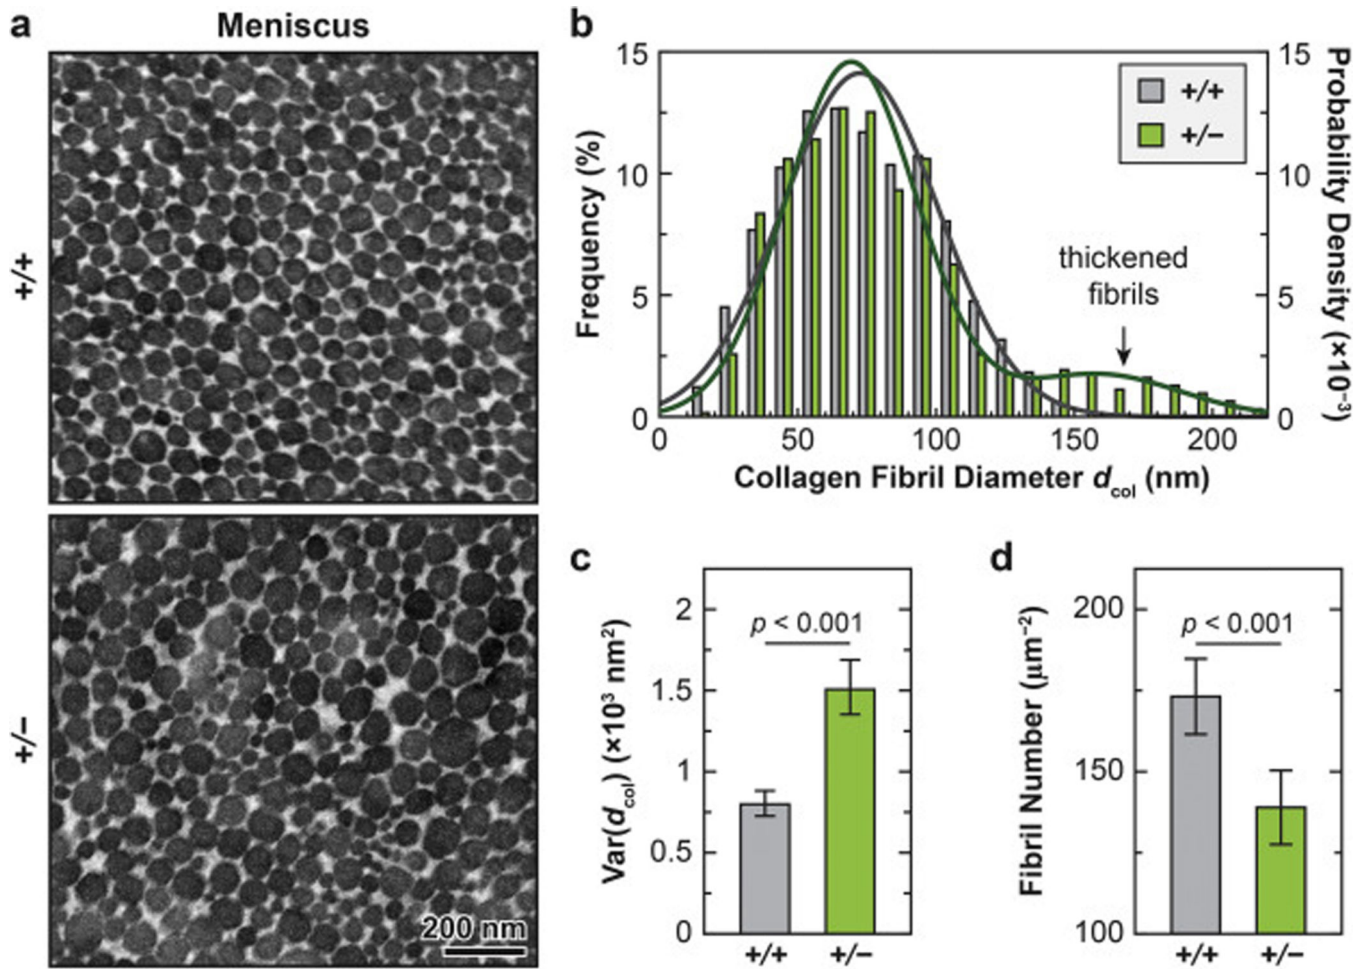 a
Meniscus
+/+
+/−
200 nm
b
15
10
5
0
Frequency (%)
0 50 100 150 200
Collagen Fibril Diameter dcol (nm)
15
10
5
0
Probability Density (×10⁻³)
+/+
+/−
thickened
fibrils
c
Var(dcol) (×10³ nm²)
2
1.5
1
0.5
0
p < 0.001
+/+ +/−
d
Fibril Number (μm⁻²)
200
150
100
p < 0.001
+/+ +/−